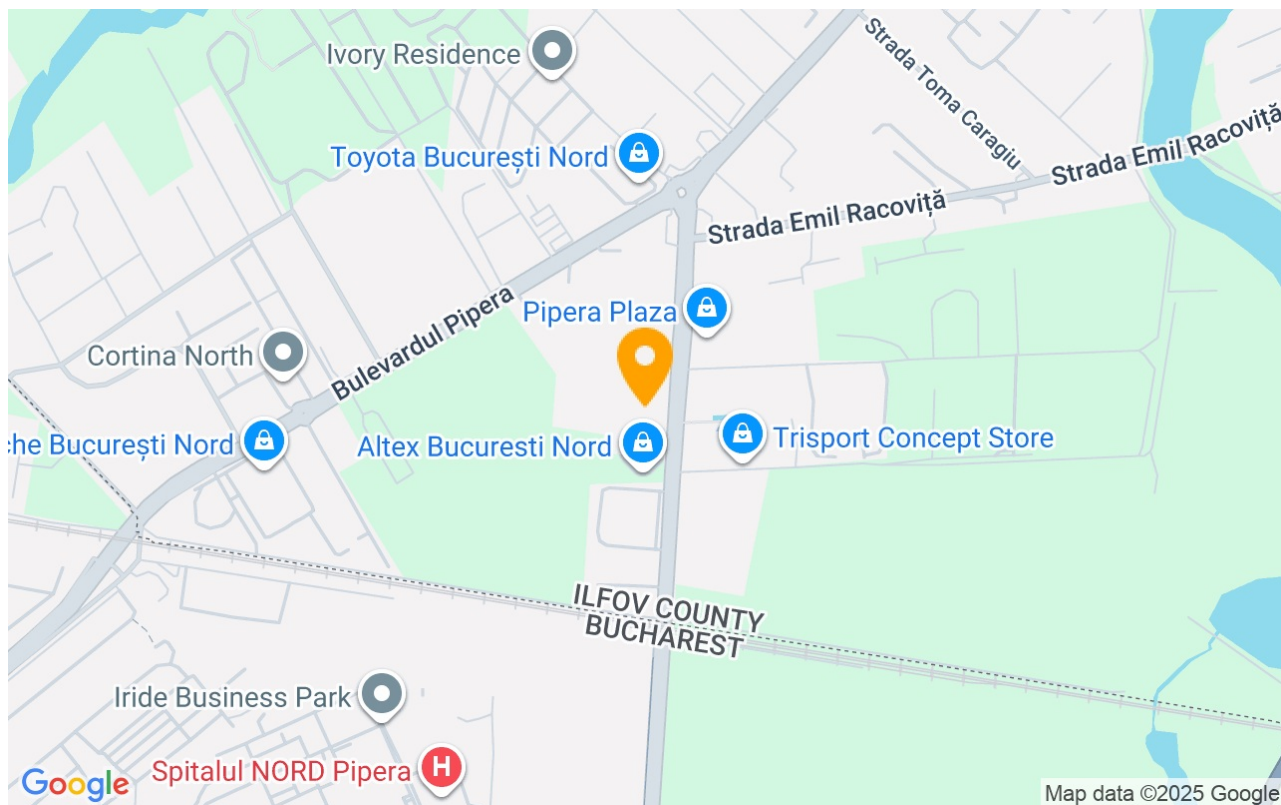 Ivory Residence
Strada Toma Caragiu
Toyota București Nord
Strada Emil Racoviță
Strada Emil Racoviță
Pipera Plaza
Bulevardul Pipera
Cortina North
che București Nord
Altex Bucuresti Nord
Trisport Concept Store
ILFOV COUNTY
BUCHAREST
Iride Business Park
Spitalul NORD Pipera
H
Google
Map data ©2025 Google